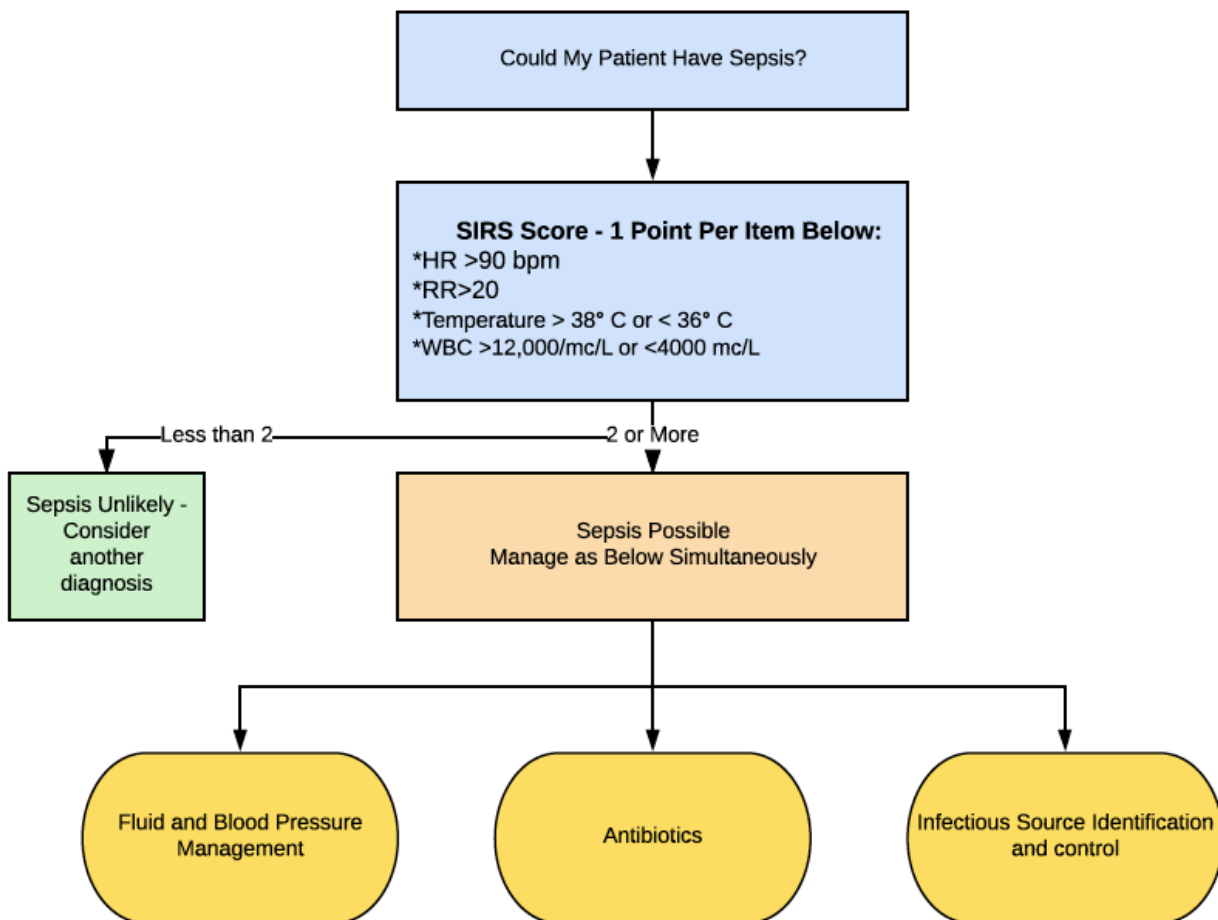 Could My Patient Have Sepsis?
SIRS Score - 1 Point Per Item Below:
*HR >90 bpm
*RR>20
*Temperature > 38° C or < 36° C
*WBC >12,000/mc/L or <4000 mc/L
Less than 2
2 or More
Sepsis Unlikely -
Consider
another
diagnosis
Sepsis Possible
Manage as Below Simultaneously
Fluid and Blood Pressure
Management
Antibiotics
Infectious Source Identification
and control